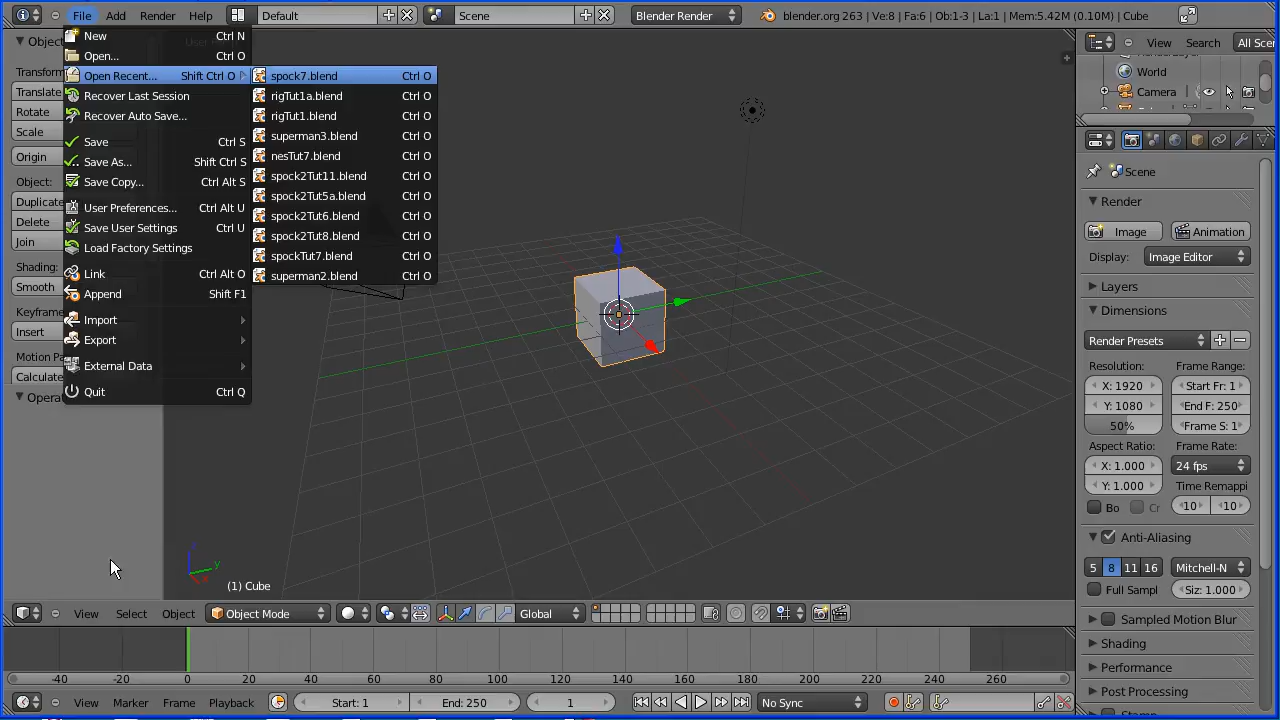 File Add Render Help Default Scene Blender Render blender.org 263 | Ve:8 | Fa:6 | Ob:1-3 | La:1 | Mem:5.42M (0.10M) | Cube
View Search All Sce
World
Camera
Scene
Render
Image Animation
Display: Image Editor
Layers
Dimensions
Render Presets
Resolution: Frame Range:
X: 1920 Start Fr: 1
Y: 1080 End F: 250
50% Frame S: 1
Aspect Ratio: Frame Rate:
X: 1.000 24 fps
Y: 1.000 Time Remappi
Bo Cr 10 10
Anti-Aliasing
5 8 11 16 Mitchell-N
Full Sampl Siz: 1.000
Sampled Motion Blur
Shading
Performance
Post Processing
New Ctrl N
Open... Ctrl O
Open Recent... Shift Ctrl O
Recover Last Session
Recover Auto Save...
Save Ctrl S
Save As... Shift Ctrl S
Save Copy... Ctrl Alt S
User Preferences... Ctrl Alt U
Save User Settings Ctrl U
Load Factory Settings
Link Ctrl Alt O
Append Shift F1
Import
Export
External Data
Quit Ctrl Q
spock7.blend Ctrl O
rigTut1a.blend Ctrl O
rigTut1.blend Ctrl O
superman3.blend Ctrl O
nesTut7.blend Ctrl O
spock2Tut11.blend Ctrl O
spock2Tut5a.blend Ctrl O
spock2Tut6.blend Ctrl O
spock2Tut8.blend Ctrl O
spockTut7.blend Ctrl O
superman2.blend Ctrl O
Object
Transform
Translate
Rotate
Scale
Origin
Object:
Duplicate
Delete
Join
Shading:
Smooth
Keyframe
Insert
Motion Pa
Calculate
Opera
z
y
x
(1) Cube
View Select Object Object Mode Global
-40 -20 0 20 40 60 80 100 120 140 160 180 200 220 240 260
View Marker Frame Playback Start: 1 End: 250 1 No Sync